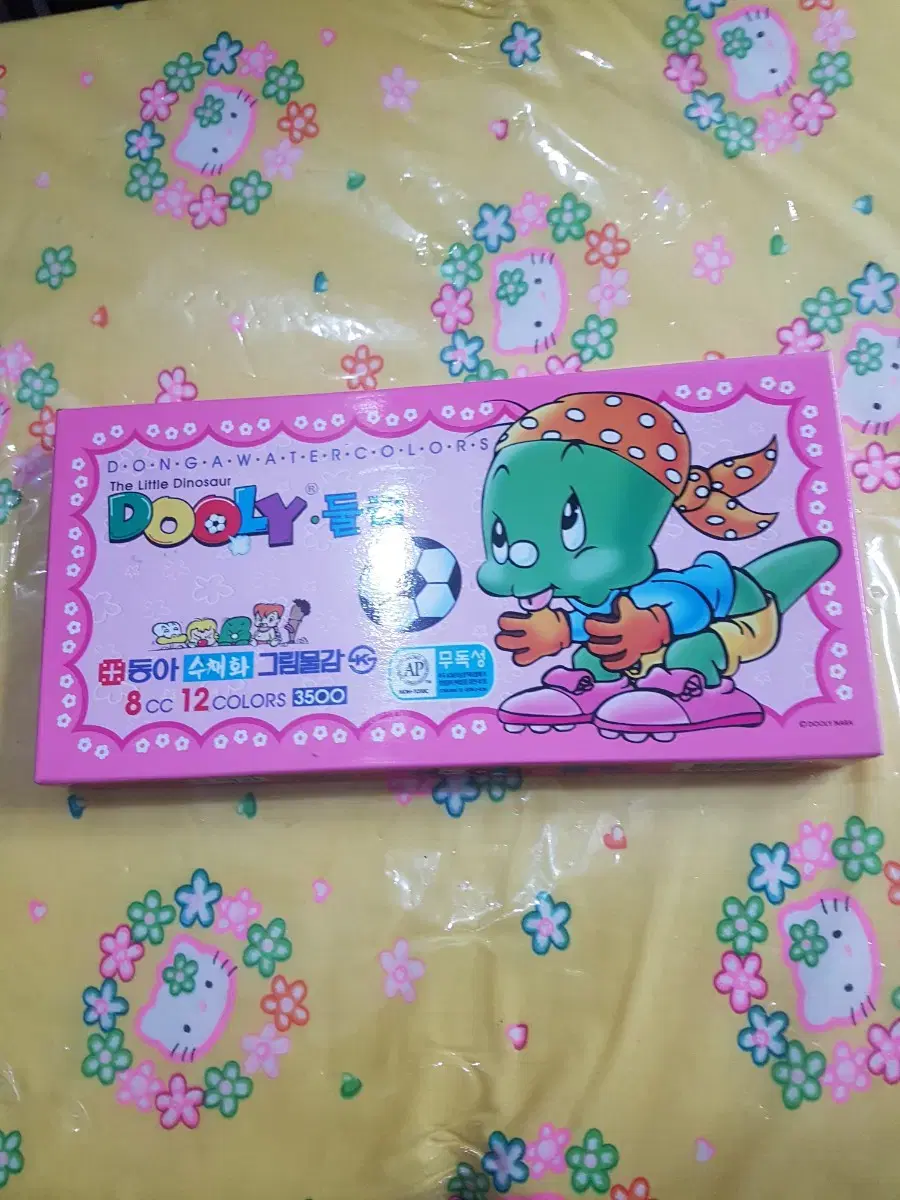 D·O·N·G·A·W·A·T·E·R·C·O·L·O·R·S
The Little Dinosaur
DOOLY®·둘리
동아 수채화 그림물감
8 CC 12 COLORS 3500
AP
무독성
© DOOLY NARA